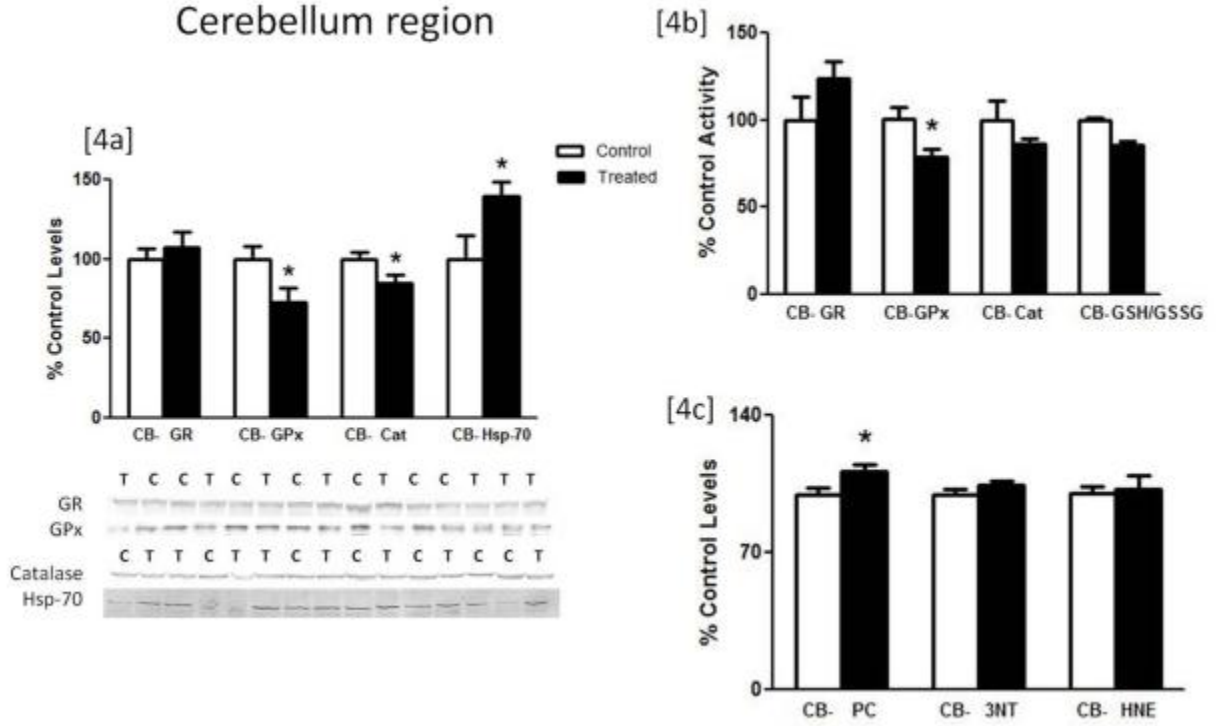 Cerebellum region
[4a]
Control
Treated
% Control Levels
150
100
50
0
* * *
CB- GR CB- GPx CB- Cat CB- Hsp-70
T C C T C T C T C T C C T T T
GR
GPx
C T T C T T C T C T C T C C T
Catalase
Hsp-70
[4b]
% Control Activity
150
100
50
0
*
CB- GR CB-GPx CB- Cat CB-GSH/GSSG
[4c]
% Control Levels
140
70
0
*
CB- PC CB- 3NT CB- HNE